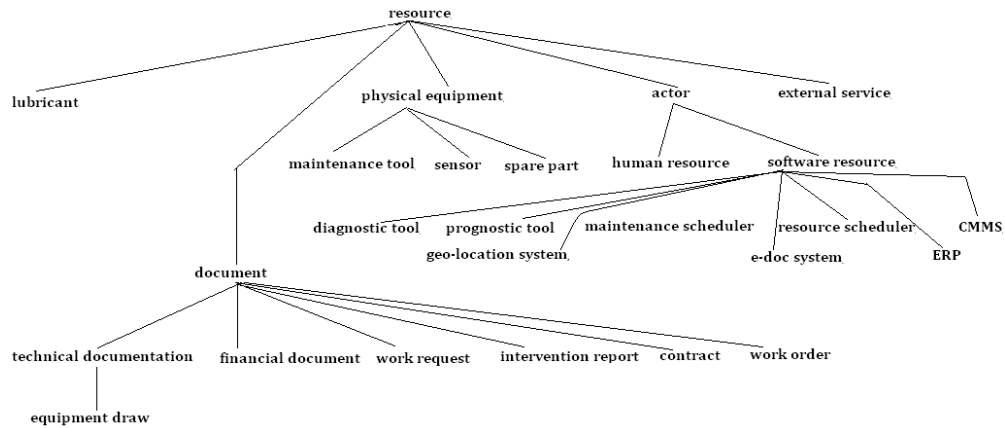 resource
lubricant
physical equipment
actor
external service
maintenance tool
sensor
spare part
human resource
software resource
diagnostic tool
prognostic tool
maintenance scheduler
resource scheduler
CMMS
geo-location system
e-doc system
ERP
document
technical documentation
financial document
work request
intervention report
contract
work order
equipment draw